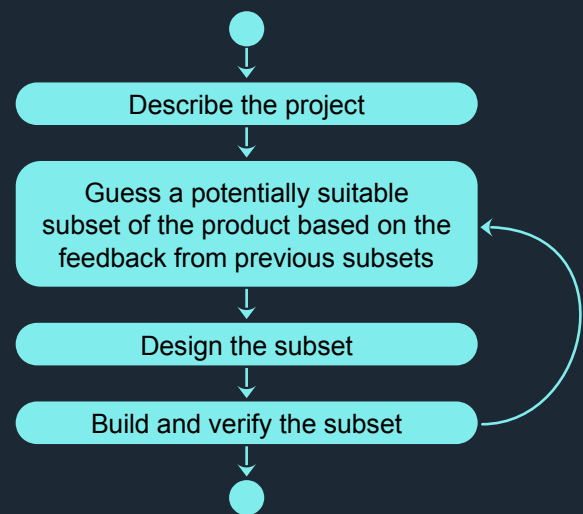 Describe the project
Guess a potentially suitable
subset of the product based on the
feedback from previous subsets
Design the subset
Build and verify the subset